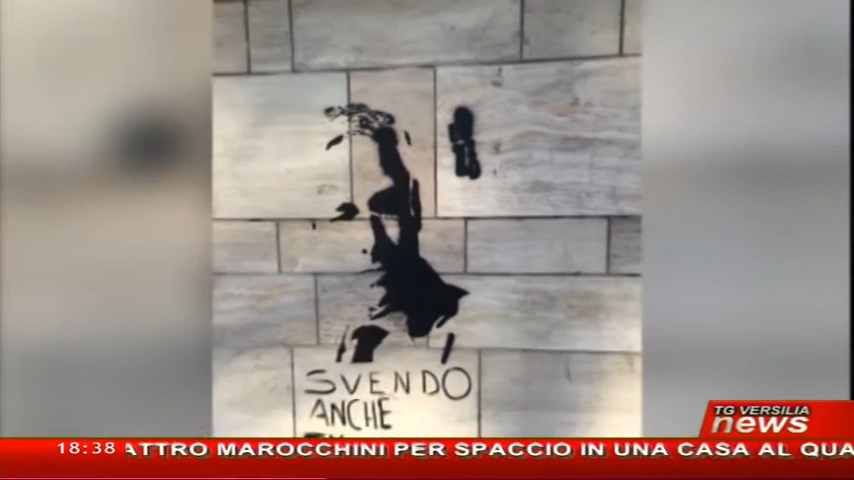 SVENDO
ANCHE
TG VERSILIA
news
18:38 ATTRO MAROCCHINI PER SPACCIO IN UNA CASA AL QUA